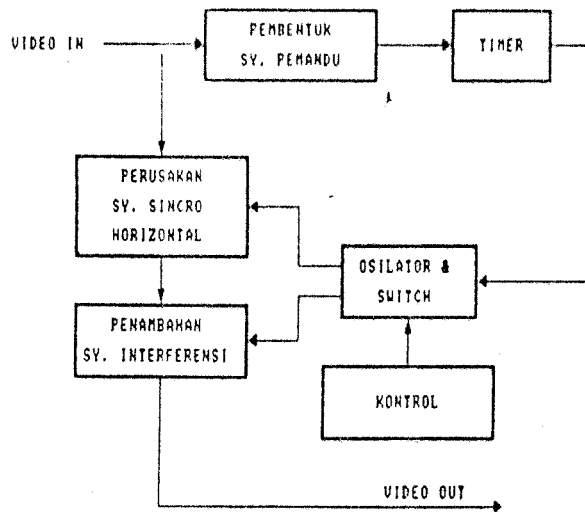 VIDEO IN
PEMBENTUK
SY. PEMANDU
TIMER
PERUSAKAN
SY. SINCRO
HORIZONTAL
OSILATOR &
SWITCH
PENAMBAHAN
SY. INTERFERENSI
KONTROL
VIDEO OUT